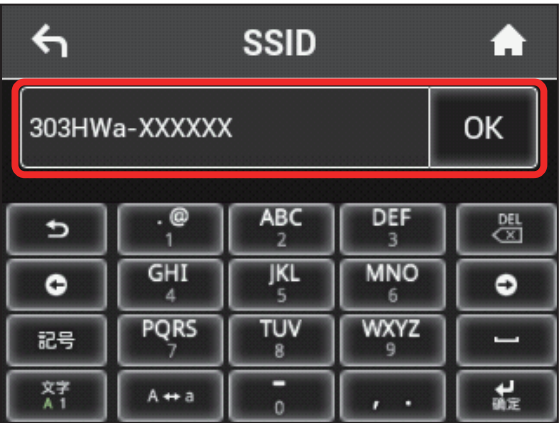 SSID
303HWa-XXXXXX OK
.@ ABC DEF DEL
1 2 3
GHI JKL MNO
4 5 6
記号 PQRS TUV WXYZ
7 8 9
文字 A ↔ a - , .
A 1 0 确定